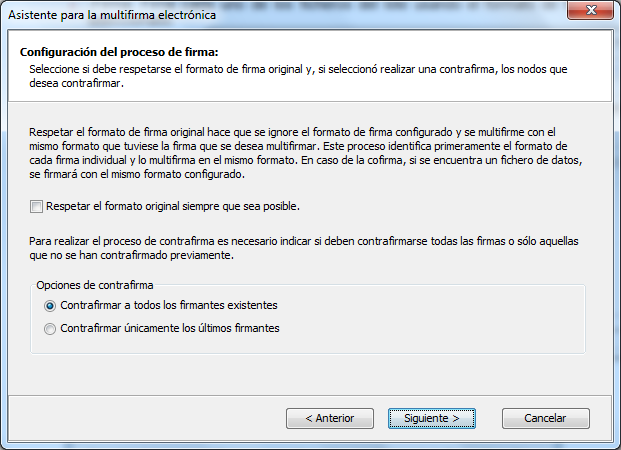 Asistente para la multifirma electrónica
Configuración del proceso de firma:
Seleccione si debe respetarse el formato de firma original y, si seleccionó realizar una contrafirma, los nodos que
desea contrafirmar.
Respetar el formato de firma original hace que se ignore el formato de firma configurado y se multifirme con el
mismo formato que tuviese la firma que se desea multifirmar. Este proceso identifica primeramente el formato de
cada firma individual y lo multifirma en el mismo formato. En caso de la cofirma, si se encuentra un fichero de datos,
se firmará con el mismo formato configurado.
Respetar el formato original siempre que sea posible.
Para realizar el proceso de contrafirma es necesario indicar si deben contrafirmarse todas las firmas o sólo aquellas
que no se han contrafirmado previamente.
Opciones de contrafirma
Contrafirmar a todos los firmantes existentes
Contrafirmar únicamente los últimos firmantes
< Anterior
Siguiente >
Cancelar